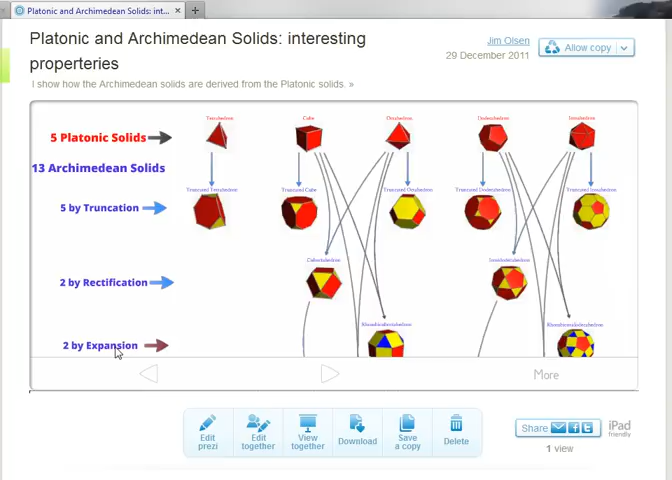 Platonic and Archimedean Solids: int...
Platonic and Archimedean Solids: interesting
properteries
Jim Olsen
29 December 2011
Allow copy
I show how the Archimedean solids are derived from the Platonic solids. »
Tetrahedron
Cube
Octahedron
Dodecahedron
Icosahedron
5 Platonic Solids
13 Archimedean Solids
Truncated Tetrahedron
Truncated Cube
Truncated Octahedron
Truncated Dodecahedron
Truncated Icosahedron
5 by Truncation
Cuboctahedron
Icosidodecahedron
2 by Rectification
Rhombicuboctahedron
Rhombicosidodecahedron
2 by Expansion
More
Edit prezi
Edit together
View together
Download
Save a copy
Delete
Share
iPad friendly
1 view